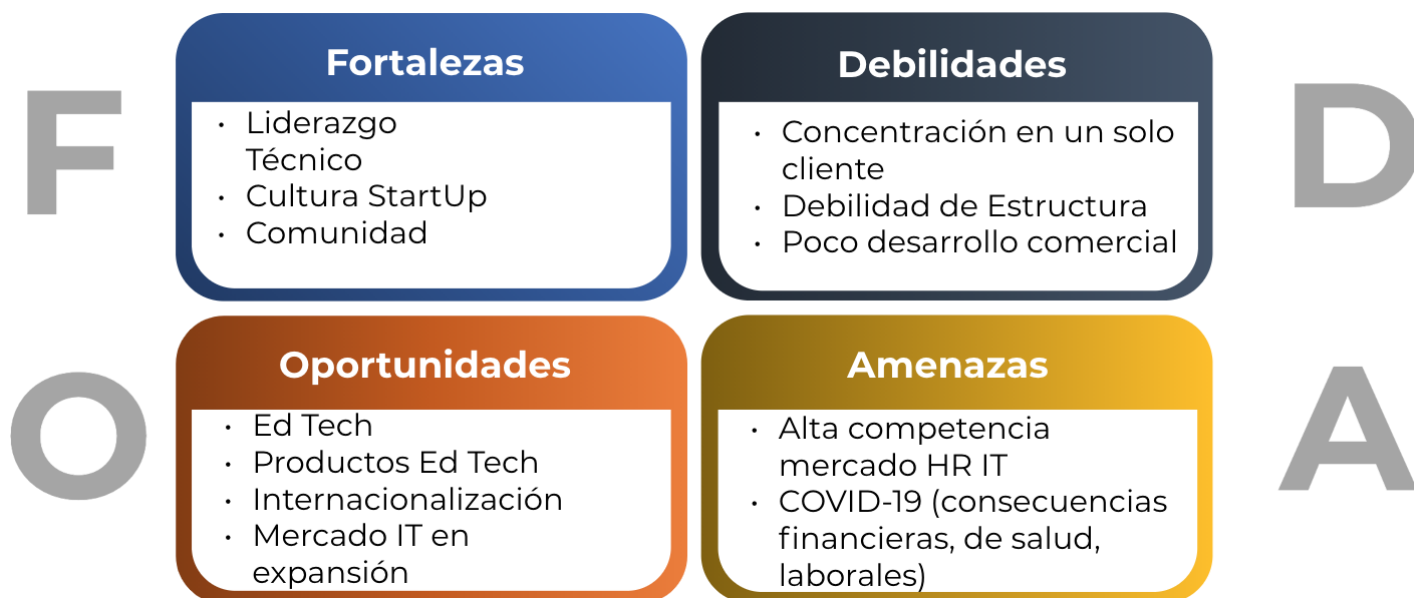 F
Fortalezas
· Liderazgo
Técnico
· Cultura StartUp
· Comunidad
Debilidades
· Concentración en un solo
cliente
· Debilidad de Estructura
· Poco desarrollo comercial
D
O
Oportunidades
· Ed Tech
· Productos Ed Tech
· Internacionalización
· Mercado IT en
expansión
Amenazas
· Alta competencia
mercado HR IT
· COVID-19 (consecuencias
financieras, de salud,
laborales)
A